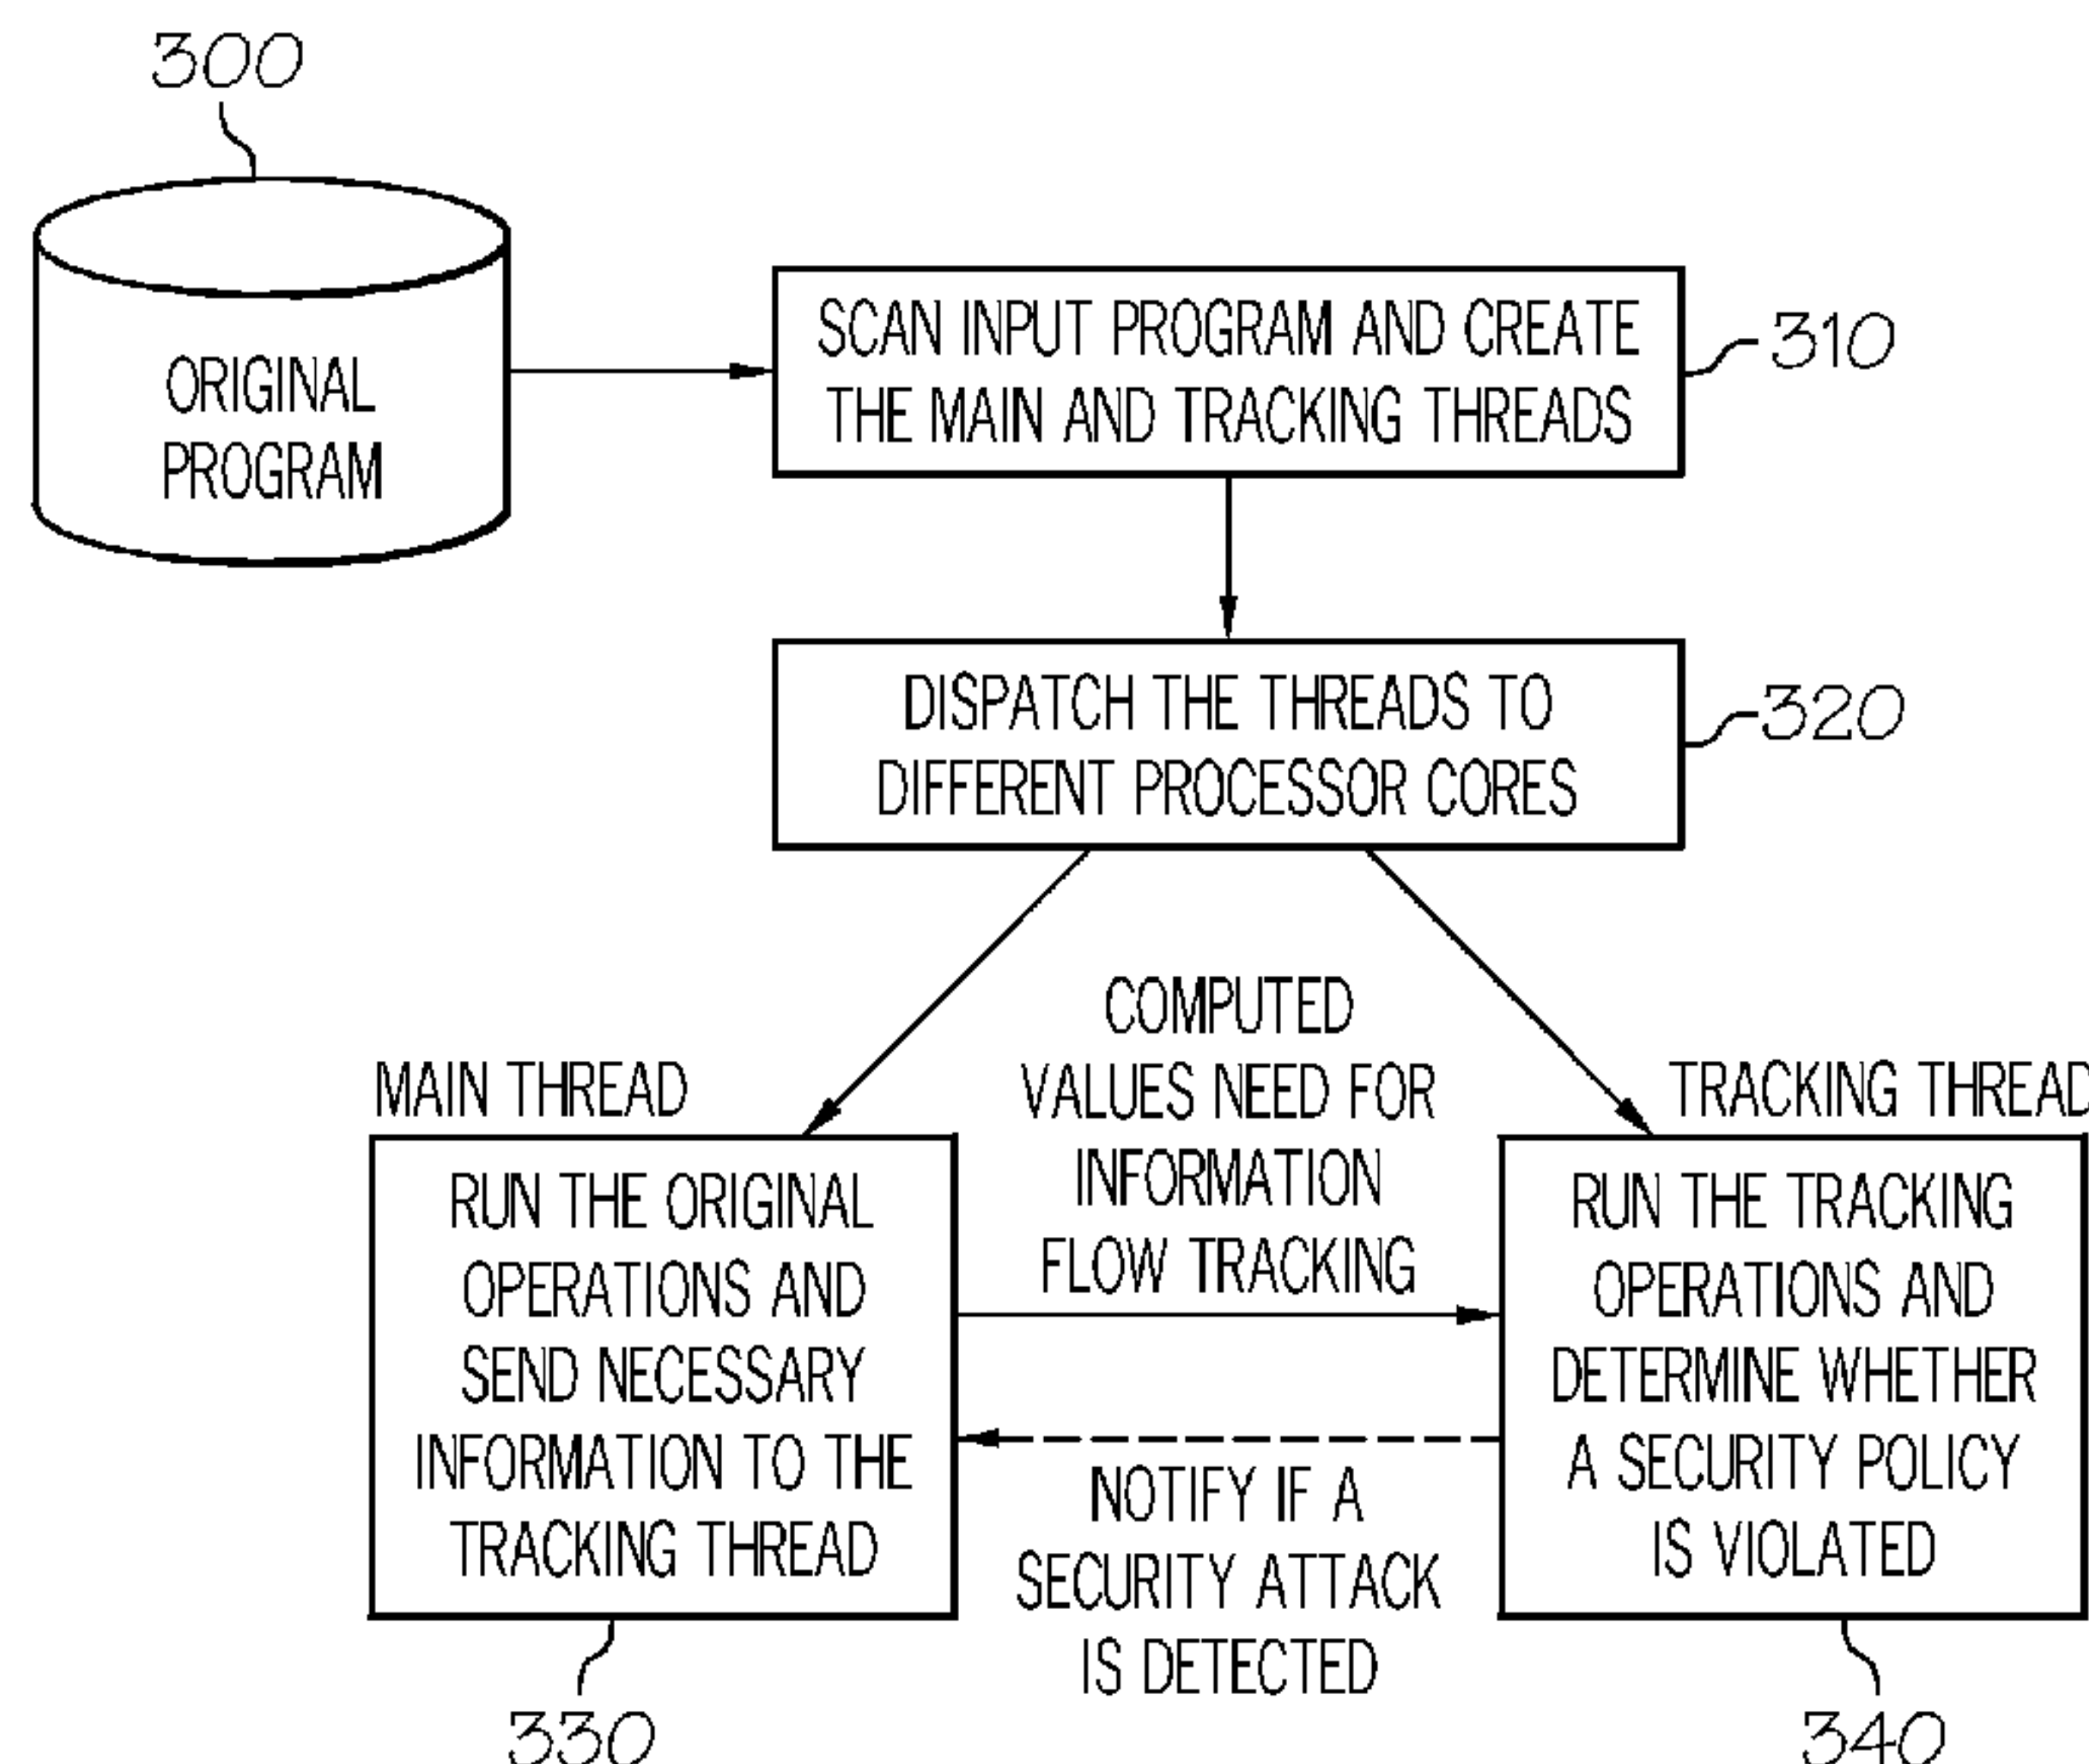 300
ORIGINAL
PROGRAM
SCAN INPUT PROGRAM AND CREATE
THE MAIN AND TRACKING THREADS
310
DISPATCH THE THREADS TO
DIFFERENT PROCESSOR CORES
320
MAIN THREAD
RUN THE ORIGINAL
OPERATIONS AND
SEND NECESSARY
INFORMATION TO THE
TRACKING THREAD
330
COMPUTED
VALUES NEED FOR
INFORMATION
FLOW TRACKING
NOTIFY IF A
SECURITY ATTACK
IS DETECTED
TRACKING THREAD
RUN THE TRACKING
OPERATIONS AND
DETERMINE WHETHER
A SECURITY POLICY
IS VIOLATED
340